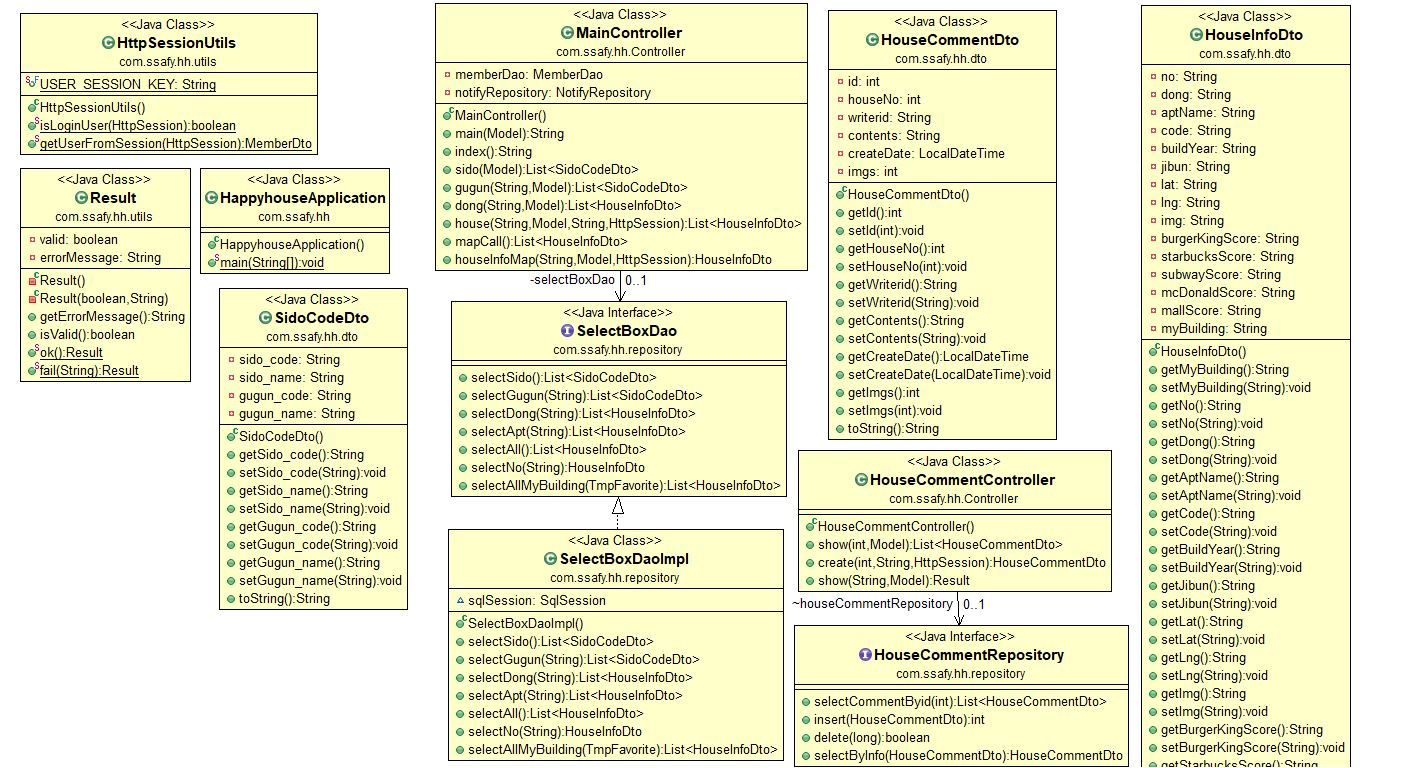 <<Java Class>>
HttpSessionUtils
com.ssafy.hh.utils
USER_SESSION_KEY: String
HttpSessionUtils()
isLoginUser(HttpSession):boolean
getUserFromSession(HttpSession):MemberDto
<<Java Class>>
Result
com.ssafy.hh.utils
valid: boolean
errorMessage: String
Result()
Result(boolean,String)
getErrorMessage():String
isValid():boolean
ok():Result
fail(String):Result
<<Java Class>>
HappyhouseApplication
com.ssafy.hh
HappyhouseApplication()
main(String[]):void
<<Java Class>>
SidoCodeDto
com.ssafy.hh.dto
sido_code: String
sido_name: String
gugun_code: String
gugun_name: String
SidoCodeDto()
getSido_code():String
setSido_code(String):void
getSido_name():String
setSido_name(String):void
getGugun_code():String
setGugun_code(String):void
getGugun_name():String
setGugun_name(String):void
toString():String
<<Java Class>>
MainController
com.ssafy.hh.Controller
memberDao: MemberDao
notifyRepository: NotifyRepository
MainController()
main(Model):String
index():String
sido(Model):List<SidoCodeDto>
gugun(String,Model):List<SidoCodeDto>
dong(String,Model):List<HouseInfoDto>
house(String,Model,String,HttpSession):List<HouseInfoDto>
mapCall():List<HouseInfoDto>
houseInfoMap(String,Model,HttpSession):HouseInfoDto
-selectBoxDao 0..1
<<Java Interface>>
SelectBoxDao
com.ssafy.hh.repository
selectSido():List<SidoCodeDto>
selectGugun(String):List<SidoCodeDto>
selectDong(String):List<HouseInfoDto>
selectApt(String):List<HouseInfoDto>
selectAll():List<HouseInfoDto>
selectNo(String):HouseInfoDto
selectAllMyBuilding(TmpFavorite):List<HouseInfoDto>
<<Java Class>>
SelectBoxDaoImpl
com.ssafy.hh.repository
sqlSession: SqlSession
SelectBoxDaoImpl()
selectSido():List<SidoCodeDto>
selectGugun(String):List<SidoCodeDto>
selectDong(String):List<HouseInfoDto>
selectApt(String):List<HouseInfoDto>
selectAll():List<HouseInfoDto>
selectNo(String):HouseInfoDto
selectAllMyBuilding(TmpFavorite):List<HouseInfoDto>
<<Java Class>>
HouseCommentDto
com.ssafy.hh.dto
id: int
houseNo: int
writerid: String
contents: String
createDate: LocalDateTime
imgs: int
HouseCommentDto()
getId():int
setId(int):void
getHouseNo():int
setHouseNo(int):void
getWriterid():String
setWriterid(String):void
getContents():String
setContents(String):void
getCreateDate():LocalDateTime
setCreateDate(LocalDateTime):void
getImgs():int
setImgs(int):void
toString():String
<<Java Class>>
HouseCommentController
com.ssafy.hh.Controller
HouseCommentController()
show(int,Model):List<HouseCommentDto>
create(int,String,HttpSession):HouseCommentDto
show(String,Model):Result
~houseCommentRepository 0..1
<<Java Interface>>
HouseCommentRepository
com.ssafy.hh.repository
selectCommentByid(int):List<HouseCommentDto>
insert(HouseCommentDto):int
delete(long):boolean
selectByInfo(HouseCommentDto):HouseCommentDto
<<Java Class>>
HouseInfoDto
com.ssafy.hh.dto
no: String
dong: String
aptName: String
code: String
buildYear: String
jibun: String
lat: String
lng: String
img: String
burgerKingScore: String
starbucksScore: String
subwayScore: String
mcDonaldScore: String
mallScore: String
myBuilding: String
HouseInfoDto()
getMyBuilding():String
setMyBuilding(String):void
getNo():String
setNo(String):void
getDong():String
setDong(String):void
getAptName():String
setAptName(String):void
getCode():String
setCode(String):void
getBuildYear():String
setBuildYear(String):void
getJibun():String
setJibun(String):void
getLat():String
setLat(String):void
getLng():String
setLng(String):void
getImg():String
setImg(String):void
getBurgerKingScore():String
setBurgerKingScore(String):void
getStarbucksScore():String